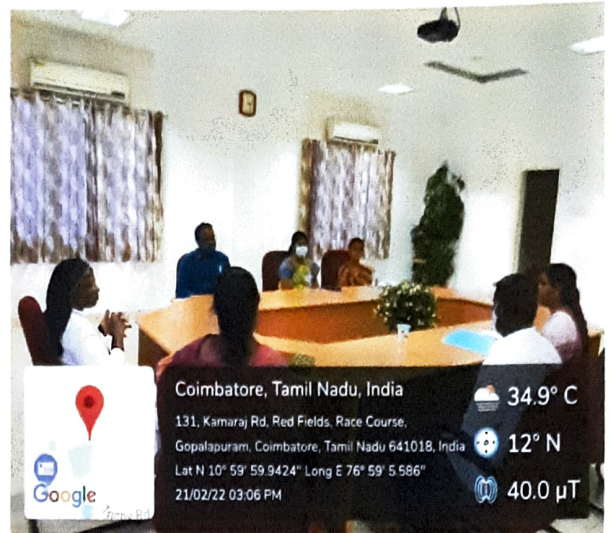 Coimbatore, Tamil Nadu, India
131, Kamaraj Rd, Red Fields, Race Course,
Gopalapuram, Coimbatore, Tamil Nadu 641018, India
Lat N 10° 59' 59.9424" Long E 76° 59' 5.586"
21/02/22 03:06 PM
34.9° C
12° N
40.0 µT
Google